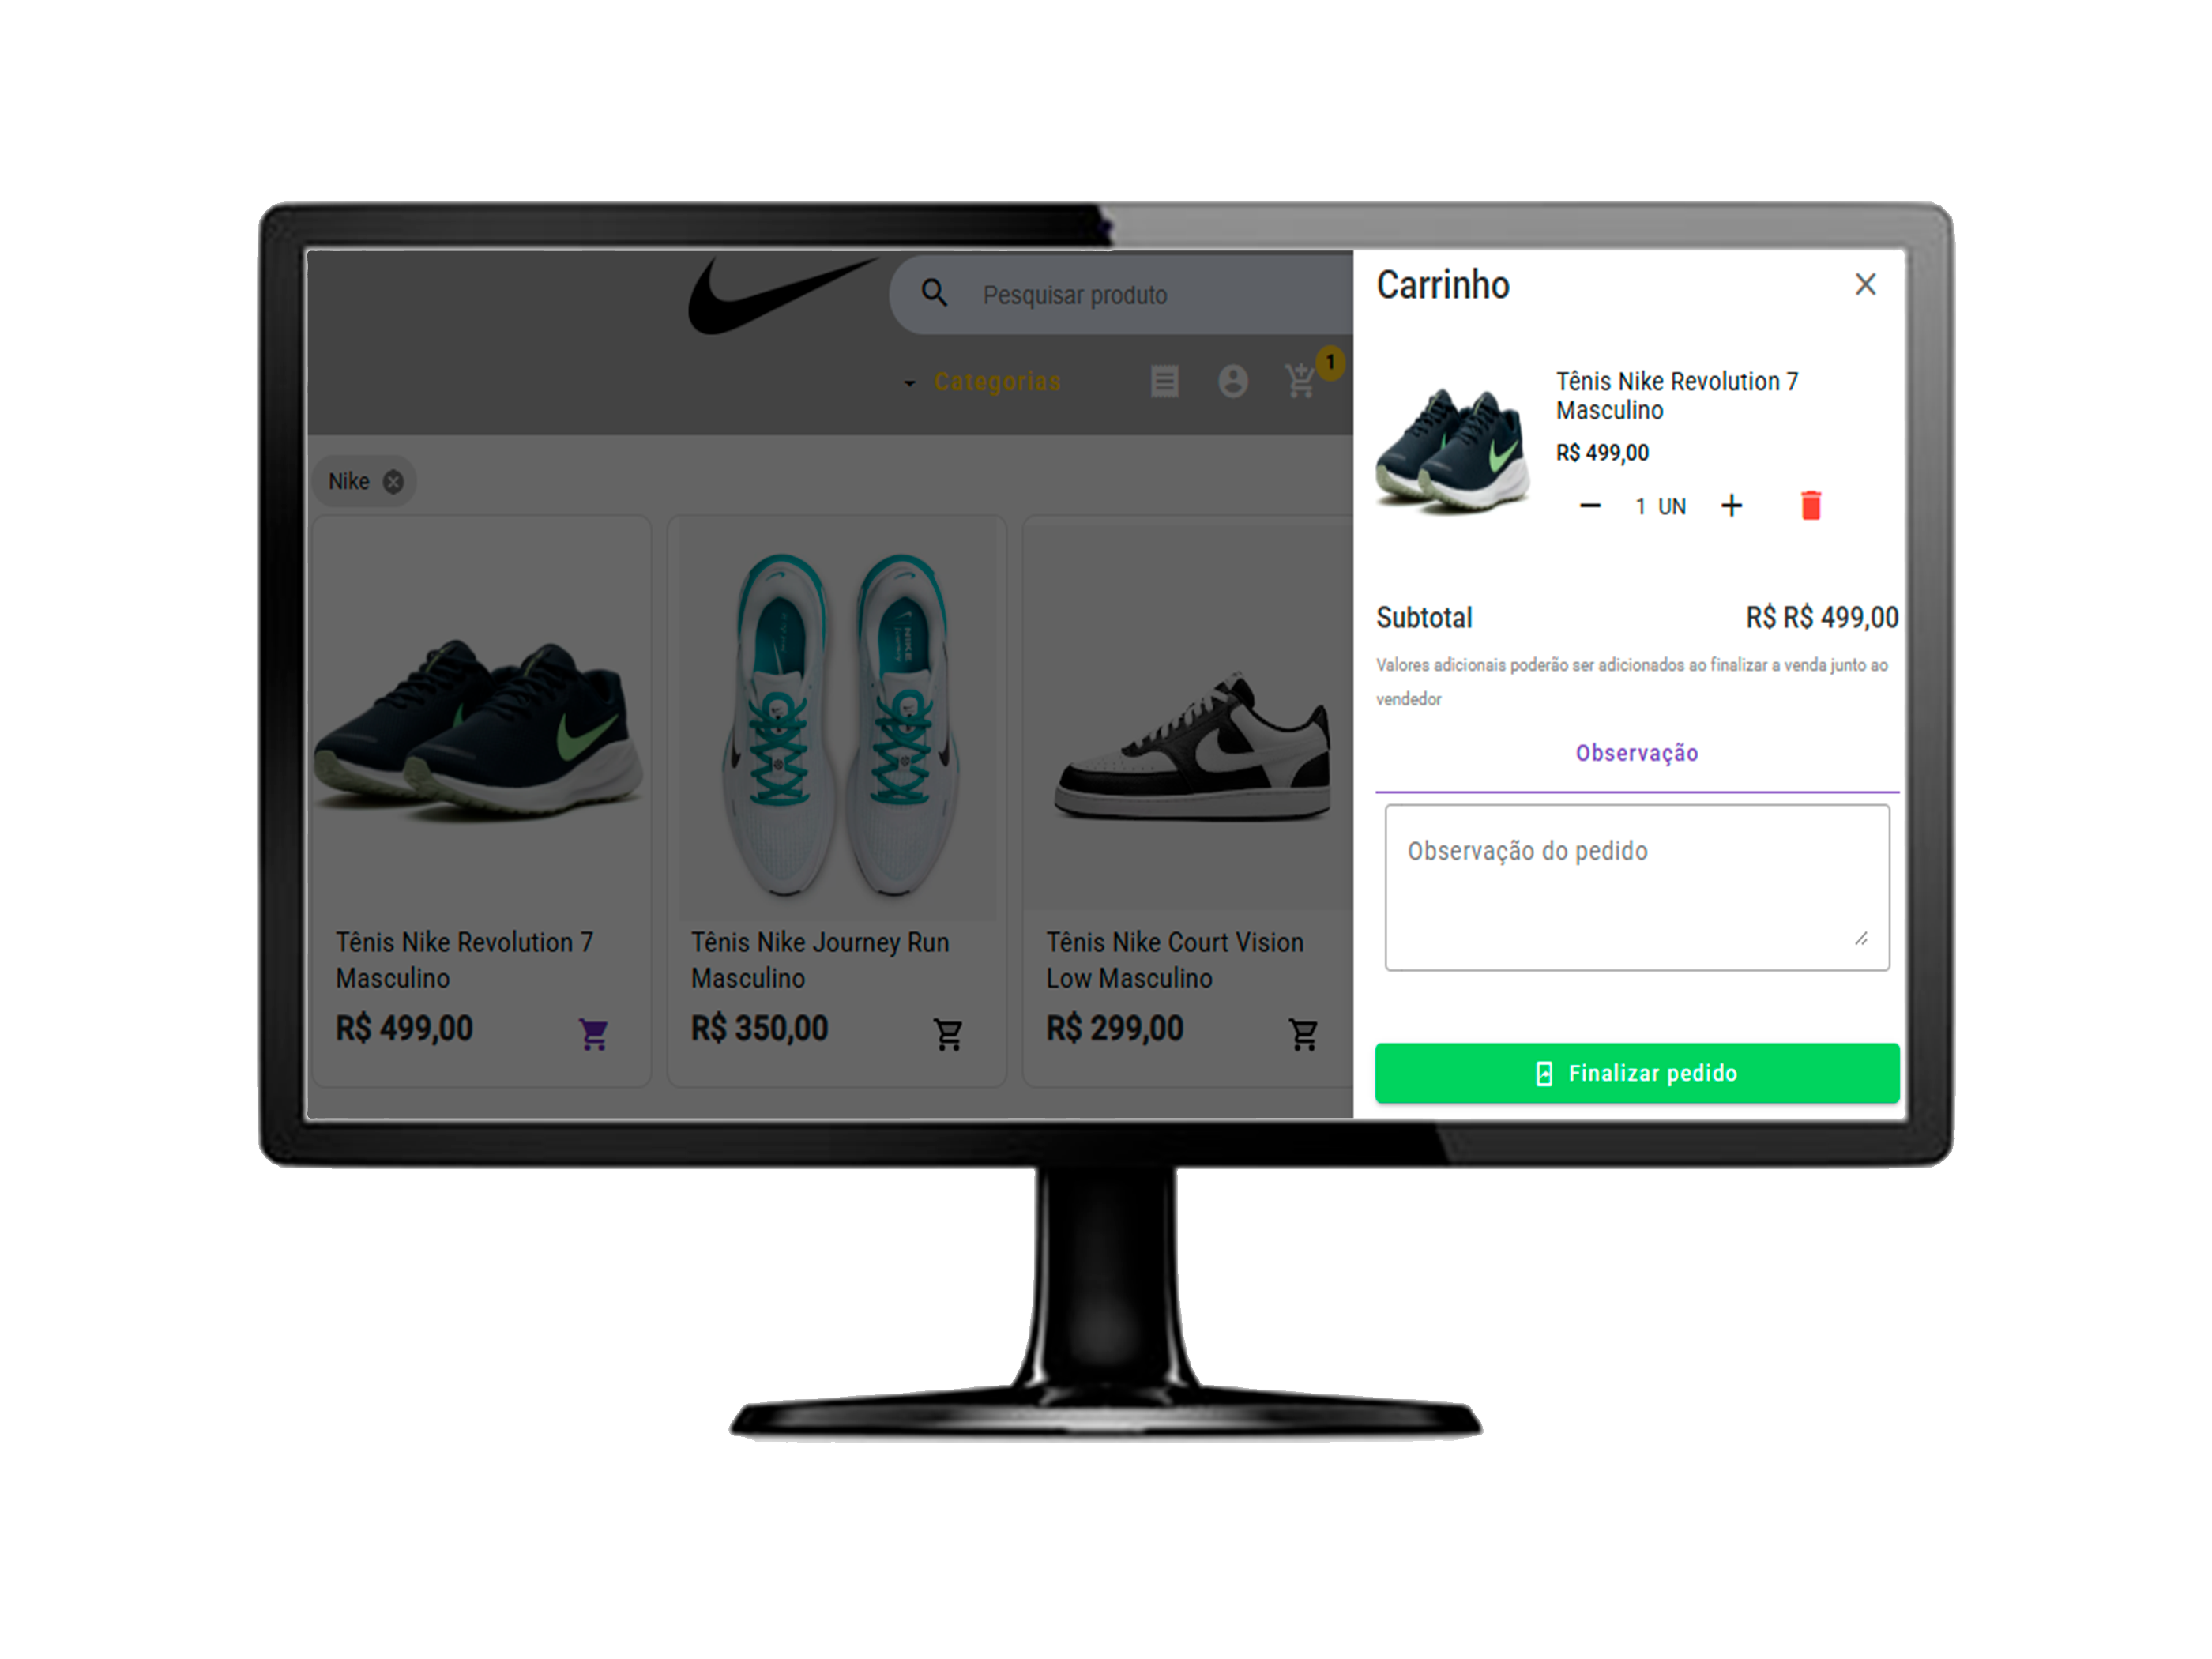 Pesquisar produto
Categorias
1
Nike
Tênis Nike Revolution 7
Masculino
R$ 499,00
Tênis Nike Journey Run
Masculino
R$ 350,00
Tênis Nike Court Vision
Low Masculino
R$ 299,00
Carrinho
Tênis Nike Revolution 7
Masculino
R$ 499,00
1 UN
Subtotal
R$ R$ 499,00
Valores adicionais poderão ser adicionados ao finalizar a venda junto ao
vendedor
Observação
Observação do pedido
Finalizar pedido